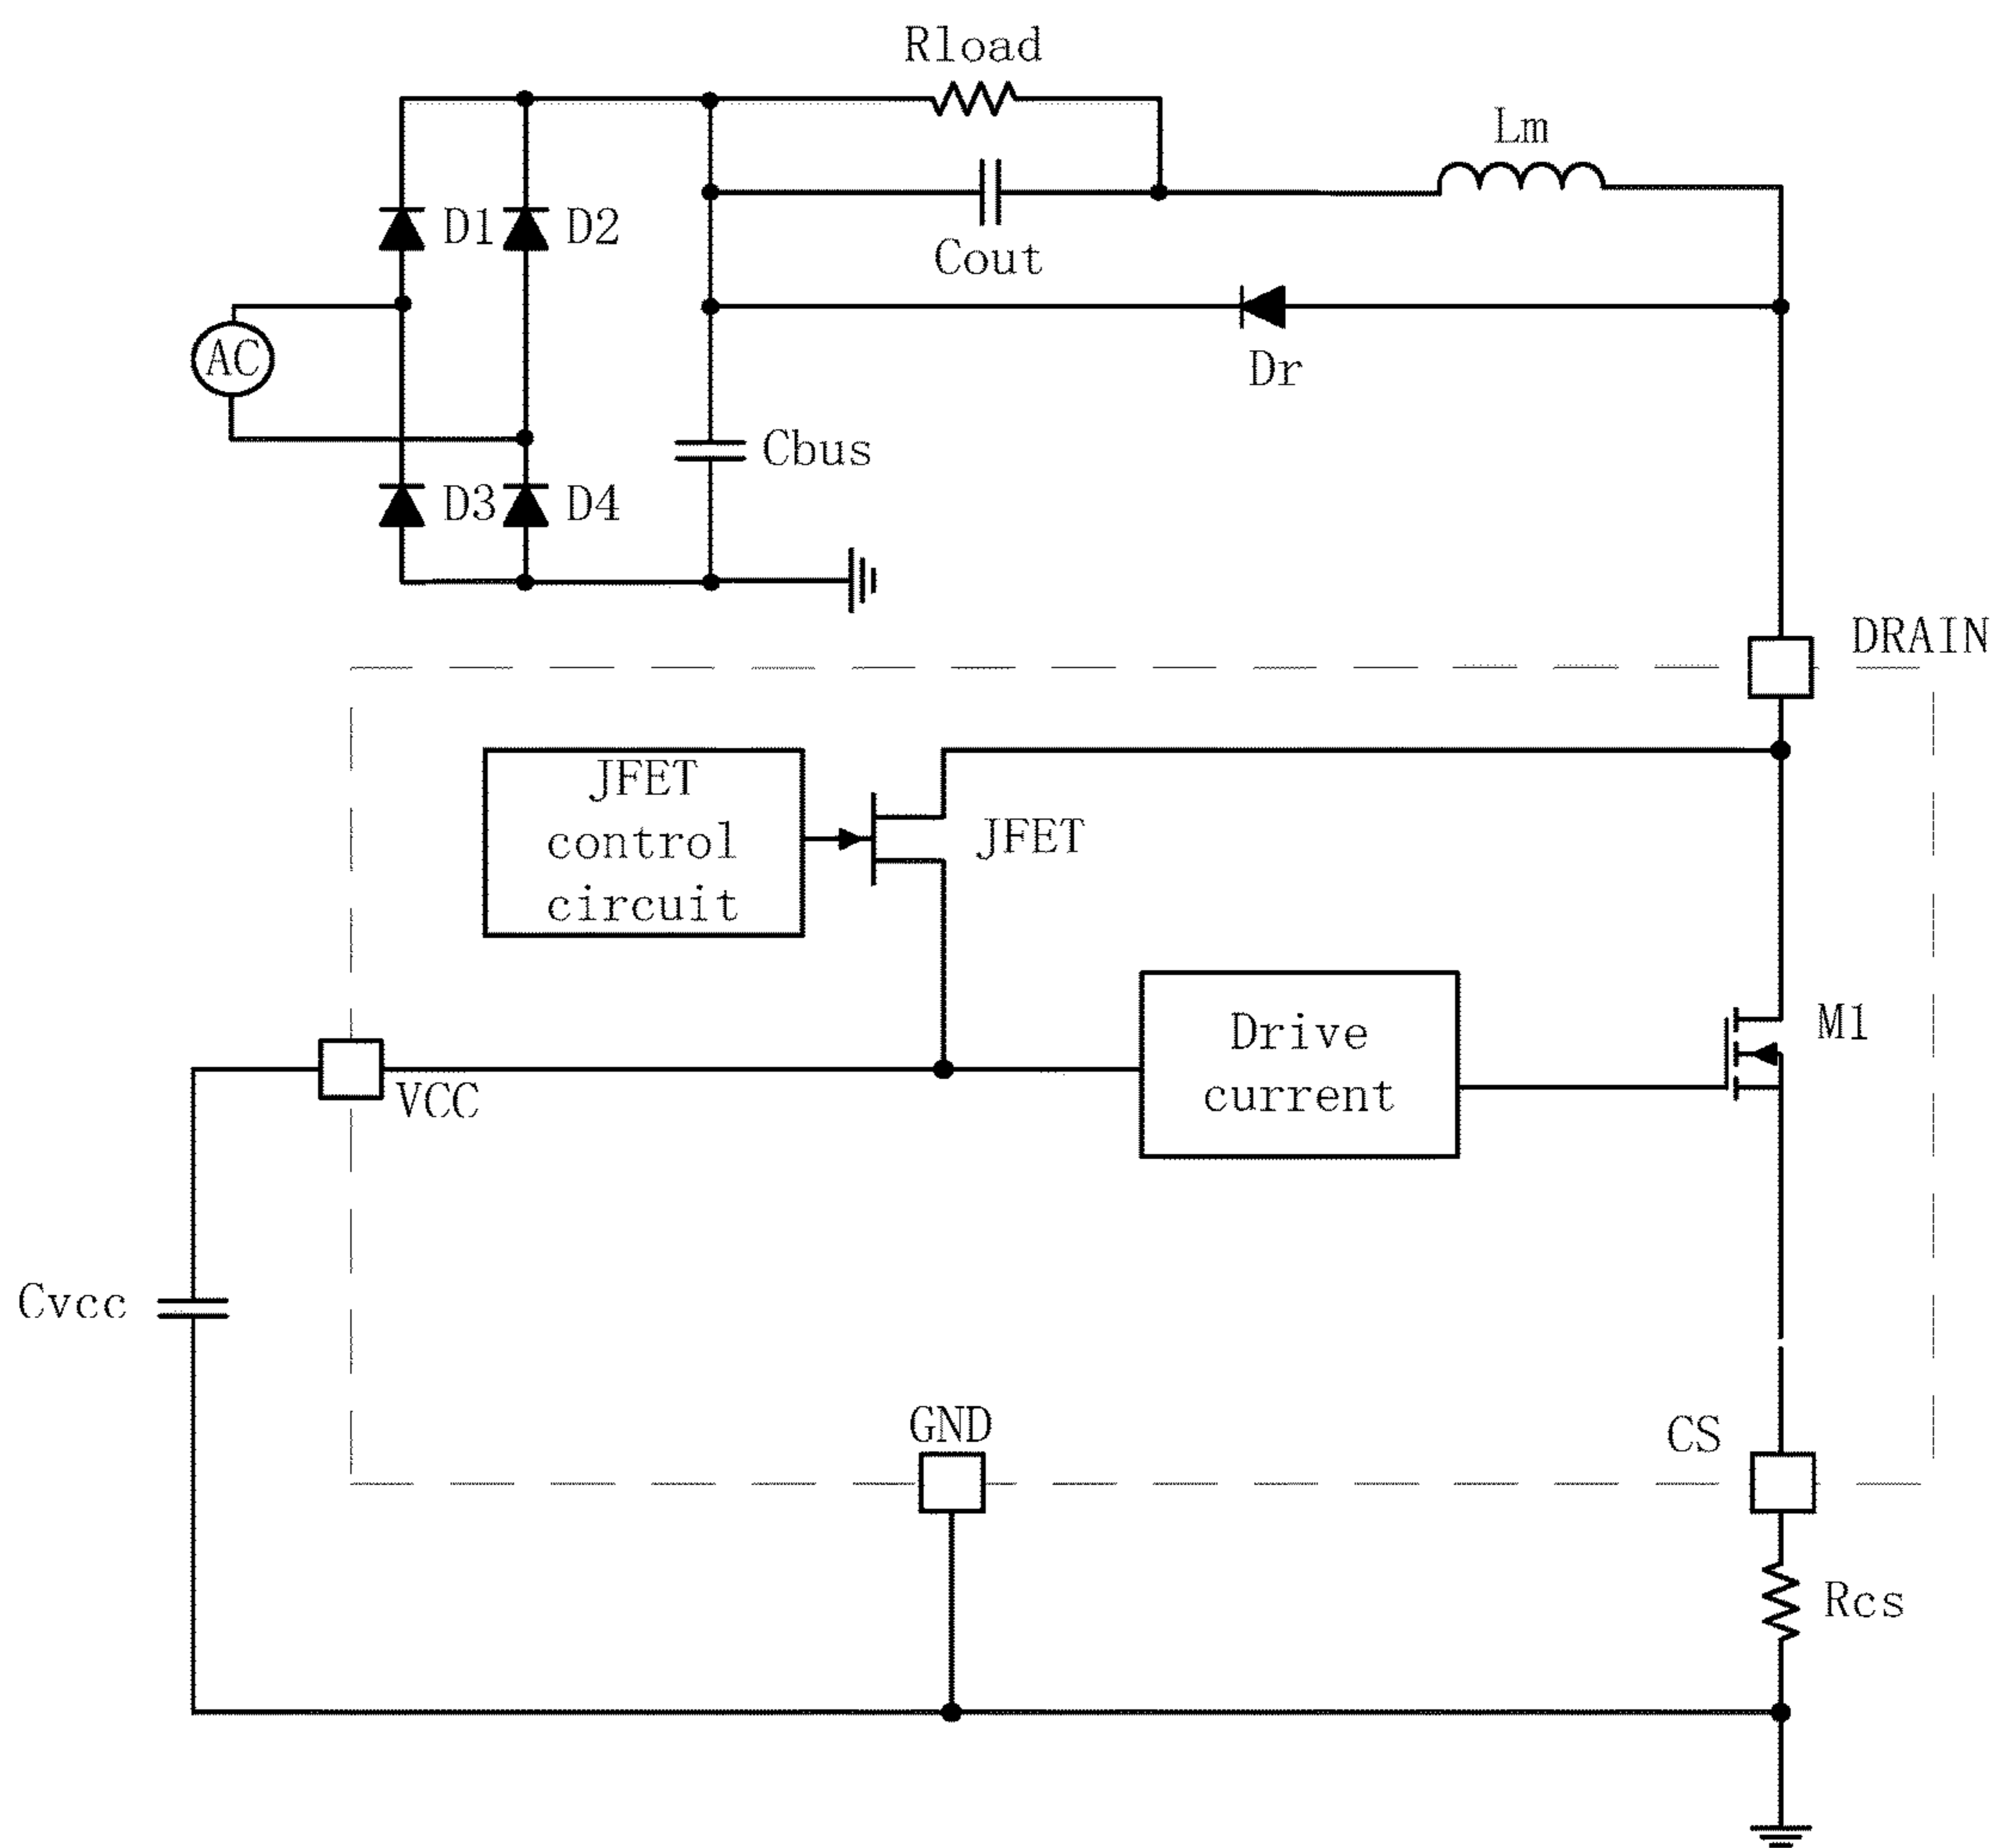 Rload
Lm
D1
D2
Cout
AC
Dr
Cbus
D3
D4
DRAIN
JFET
control
circuit
JFET
M1
Drive
current
VCC
Cvcc
GND
CS
Rcs